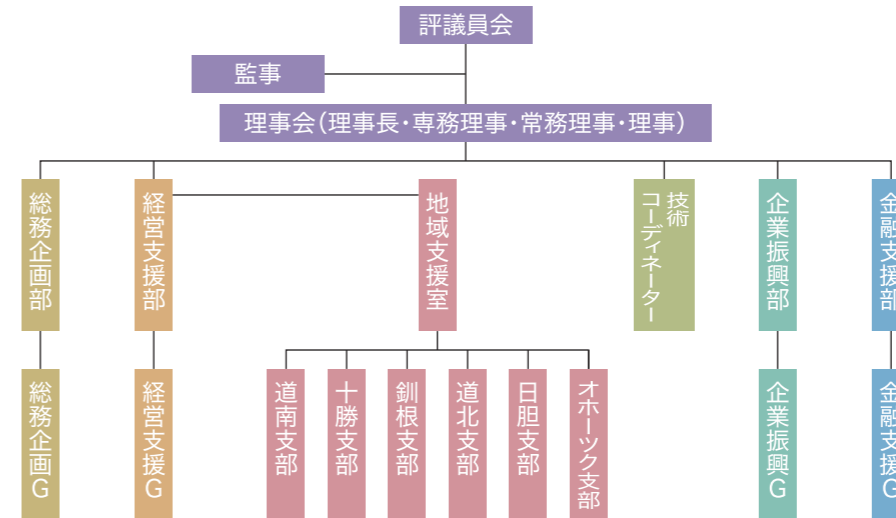 評議員会
監事
理事会(理事長・専務理事・常務理事・理事)
総務企画部
経営支援部
地域支援室
技術
コーディネーター
企業振興部
金融支援部
総務企画G
経営支援G
道南支部
十勝支部
釧根支部
道北支部
日胆支部
オホーツク支部
企業振興G
金融支援G